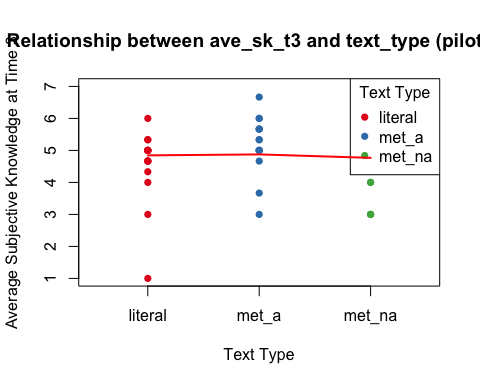 Relationship between ave_sk_t3 and text_type (pilot
Average Subjective Knowledge at Time
7
6
5
4
3
2
1
Text Type
literal
met_a
met_na
literal
met_a
met_na
Text Type